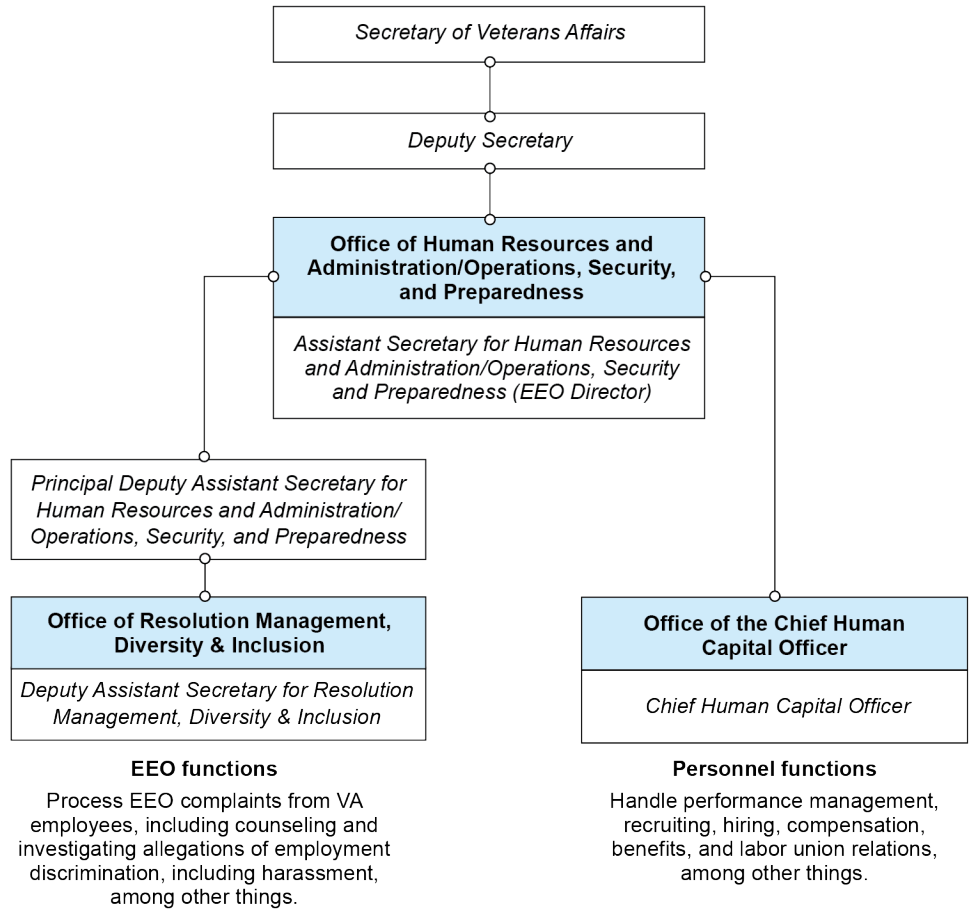 Secretary of Veterans Affairs
Deputy Secretary
Office of Human Resources and
Administration/Operations, Security,
and Preparedness
Assistant Secretary for Human Resources
and Administration/Operations, Security
and Preparedness (EEO Director)
Principal Deputy Assistant Secretary for
Human Resources and Administration/
Operations, Security, and Preparedness
Office of Resolution Management,
Diversity & Inclusion
Deputy Assistant Secretary for Resolution
Management, Diversity & Inclusion
EEO functions
Process EEO complaints from VA
employees, including counseling and
investigating allegations of employment
discrimination, including harassment,
among other things.
Office of the Chief Human
Capital Officer
Chief Human Capital Officer
Personnel functions
Handle performance management,
recruiting, hiring, compensation,
benefits, and labor union relations,
among other things.